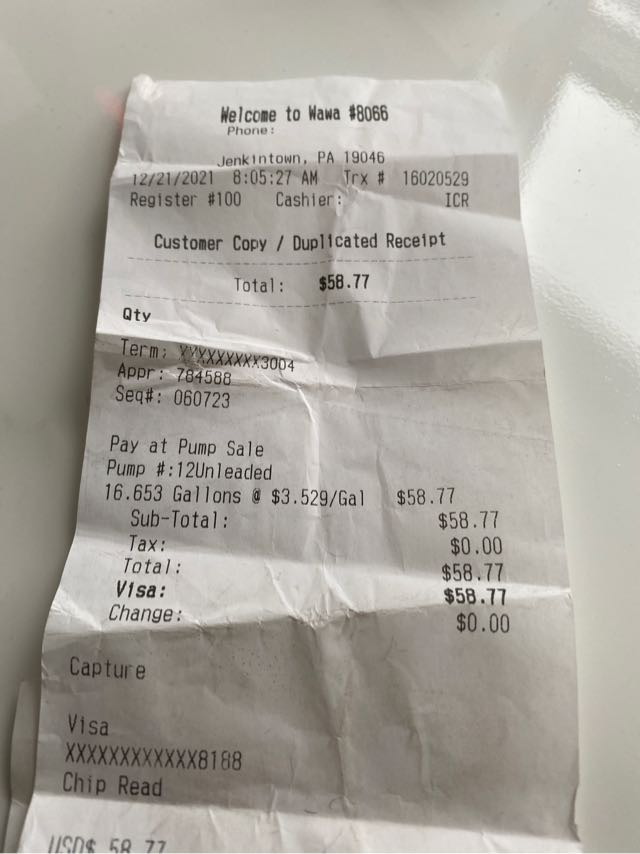 Welcome to Wawa #8066
Phone:
Jenkintown, PA 19046
12/21/2021 8:05:27 AM Trx # 16020529
Register #100 Cashier: ICR
Customer Copy / Duplicated Receipt
Total: $58.77
Qty
Term: XXXXXXXXX3004
Appr: 784588
Seq#: 060723
Pay at Pump Sale
Pump #:12Unleaded
16.653 Gallons @ $3.529/Gal $58.77
Sub-Total: $58.77
Tax: $0.00
Total: $58.77
Visa: $58.77
Change: $0.00
Capture
Visa
XXXXXXXXXXXX8188
Chip Read
USD$ 58.77